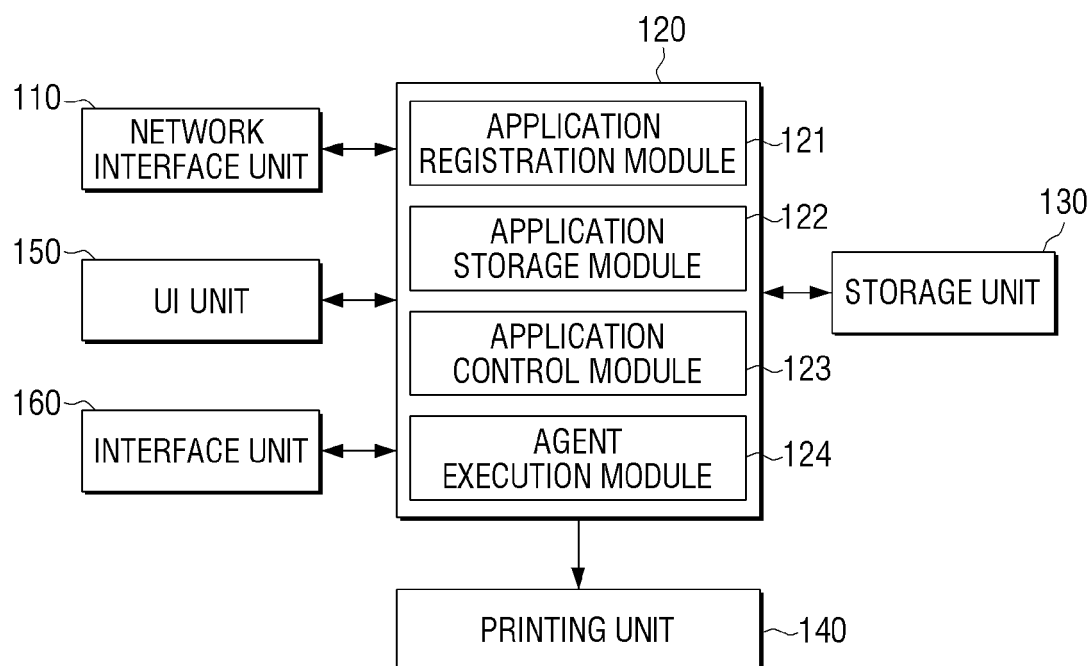 120
110
NETWORK
INTERFACE UNIT
APPLICATION
REGISTRATION MODULE
121
122
APPLICATION
STORAGE MODULE
130
STORAGE UNIT
150
UI UNIT
APPLICATION
CONTROL MODULE
123
160
INTERFACE UNIT
AGENT
EXECUTION MODULE
124
PRINTING UNIT
140